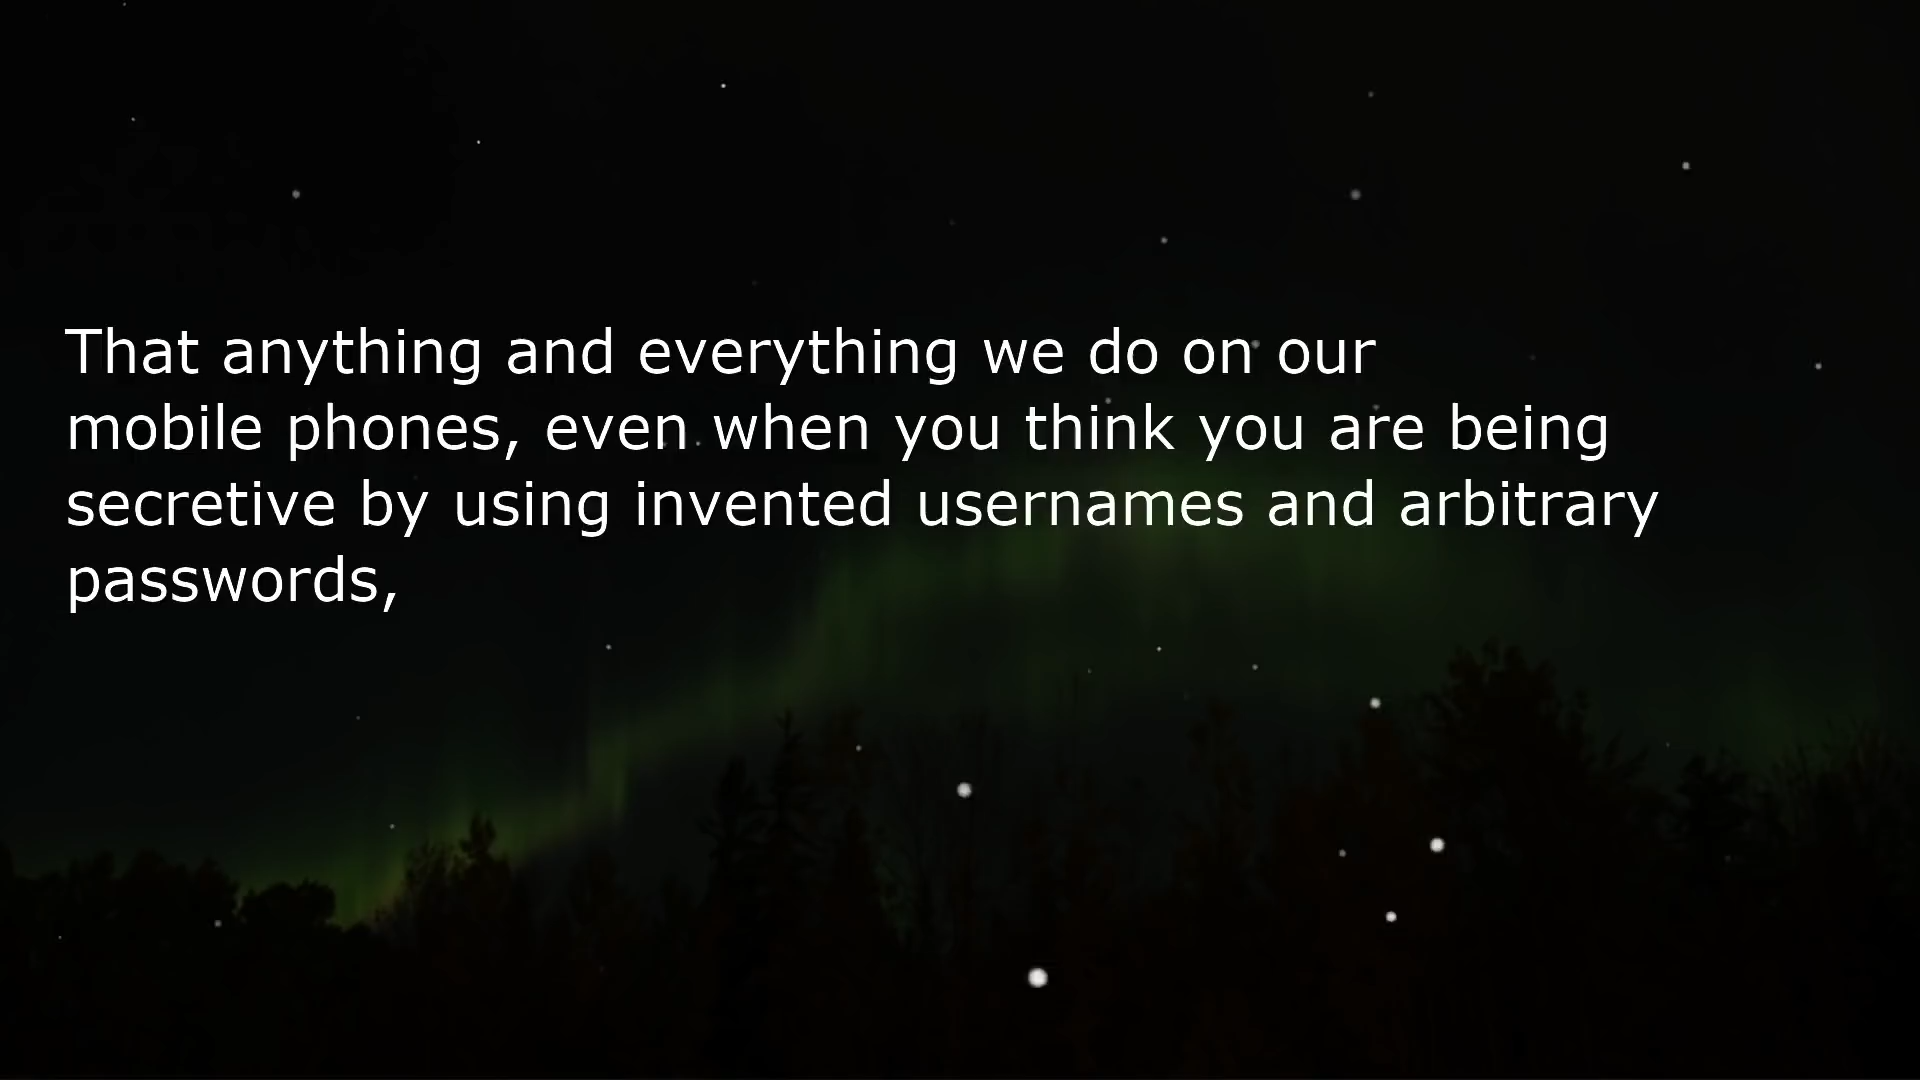 That anything and everything we do on our
mobile phones, even when you think you are being
secretive by using invented usernames and arbitrary
passwords,